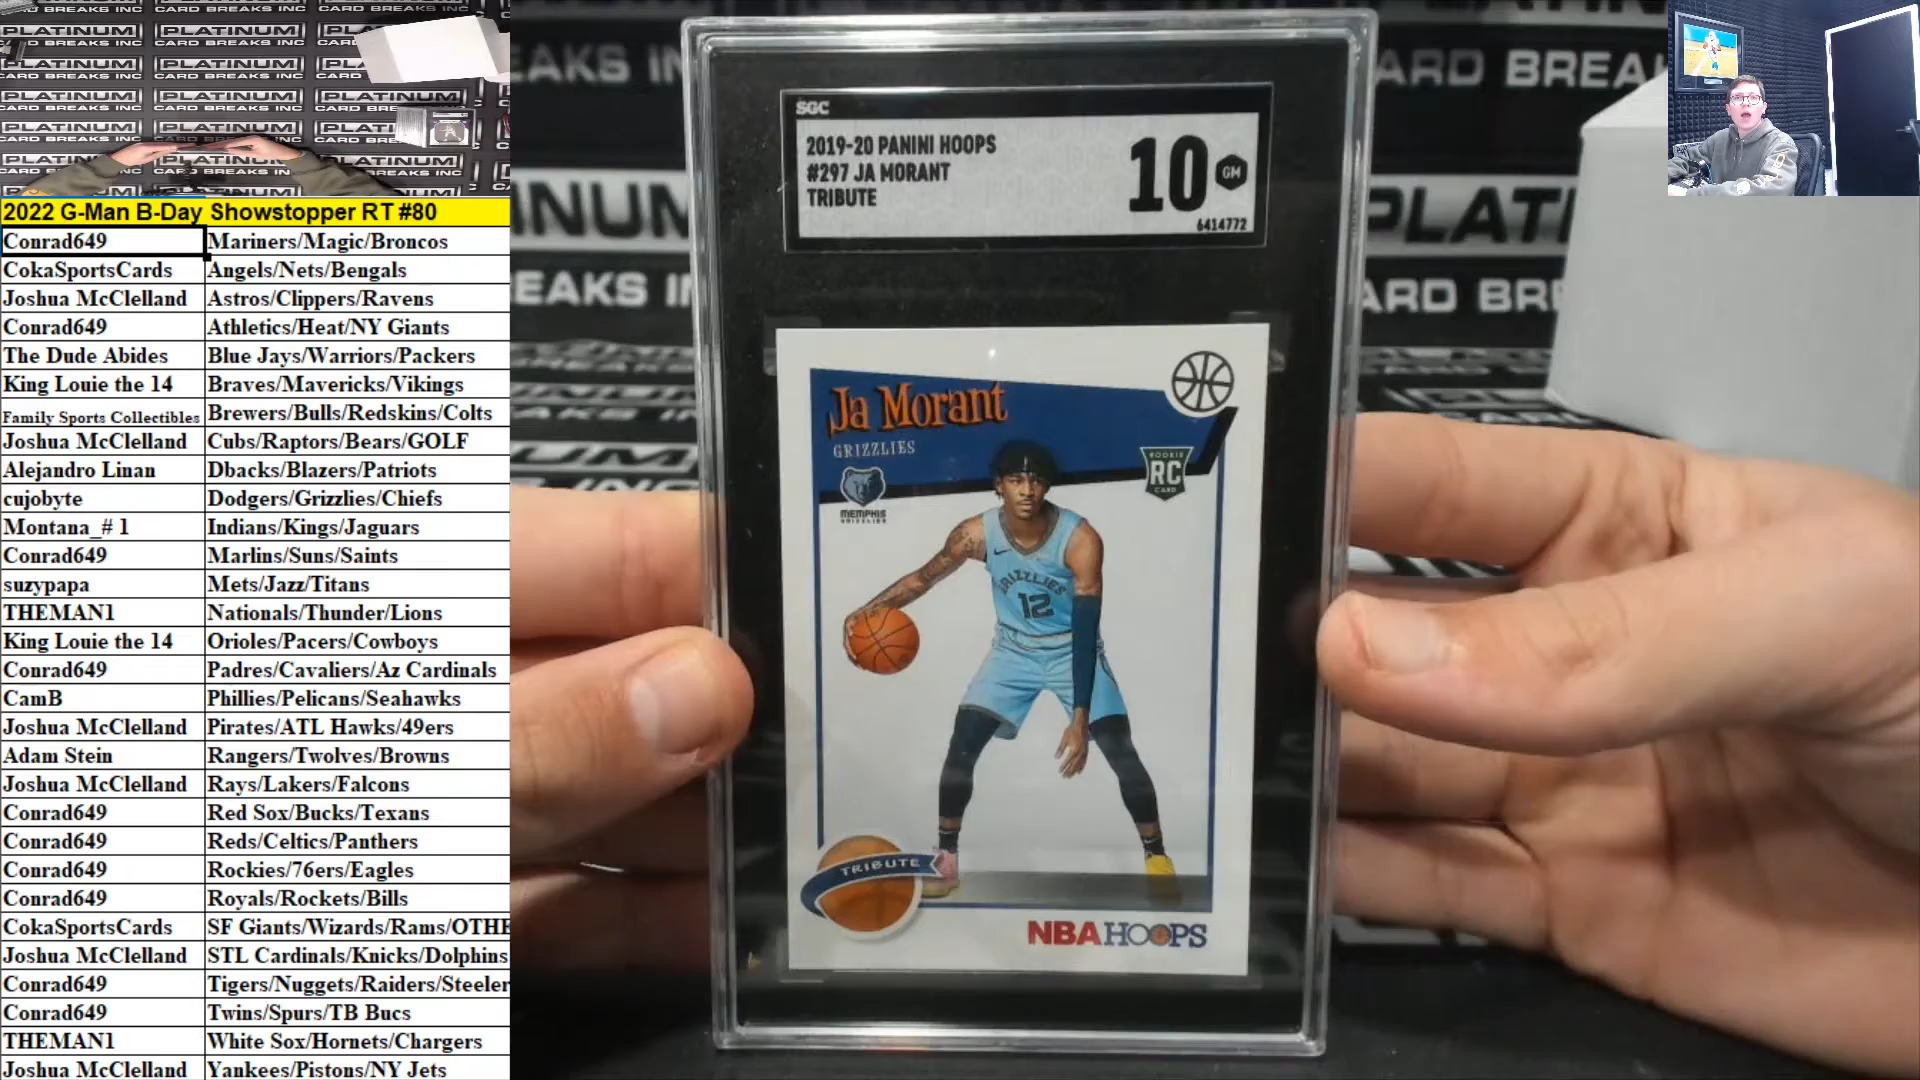 2022 G-Man B-Day Showstopper RT #80
Conrad649 Mariners/Magic/Broncos
CokaSportsCards Angels/Nets/Bengals
Joshua McClelland Astros/Clippers/Ravens
Conrad649 Athletics/Heat/NY Giants
The Dude Abides Blue Jays/Warriors/Packers
King Louie the 14 Braves/Mavericks/Vikings
Family Sports Collectibles Brewers/Bulls/Redskins/Colts
Joshua McClelland Cubs/Raptors/Bears/GOLF
Alejandro Linan Dbacks/Blazers/Patriots
cujobyte Dodgers/Grizzlies/Chiefs
Montana_# 1 Indians/Kings/Jaguars
Conrad649 Marlins/Suns/Saints
suzypapa Mets/Jazz/Titans
THEMAN1 Nationals/Thunder/Lions
King Louie the 14 Orioles/Pacers/Cowboys
Conrad649 Padres/Cavaliers/Az Cardinals
CamB Phillies/Pelicans/Seahawks
Joshua McClelland Pirates/ATL Hawks/49ers
Adam Stein Rangers/Twolves/Browns
Joshua McClelland Rays/Lakers/Falcons
Conrad649 Red Sox/Bucks/Texans
Conrad649 Reds/Celtics/Panthers
Conrad649 Rockies/76ers/Eagles
Conrad649 Royals/Rockets/Bills
CokaSportsCards SF Giants/Wizards/Rams/OTHE
Joshua McClelland STL Cardinals/Knicks/Dolphins
Conrad649 Tigers/Nuggets/Raiders/Steeler
Conrad649 Twins/Spurs/TB Bucs
THEMAN1 White Sox/Hornets/Chargers
Joshua McClelland Yankees/Pistons/NY Jets
PLATINUM
CARD BREAKS INC
SGC
2019-20 PANINI HOOPS
#297 JA MORANT
TRIBUTE
10 GM
6414772
Ja Morant
GRIZZLIES
ROOKIE
RC
CARD
MEMPHIS
GRIZZLIES
GRIZZLIES
12
TRIBUTE
NBA HOOPS